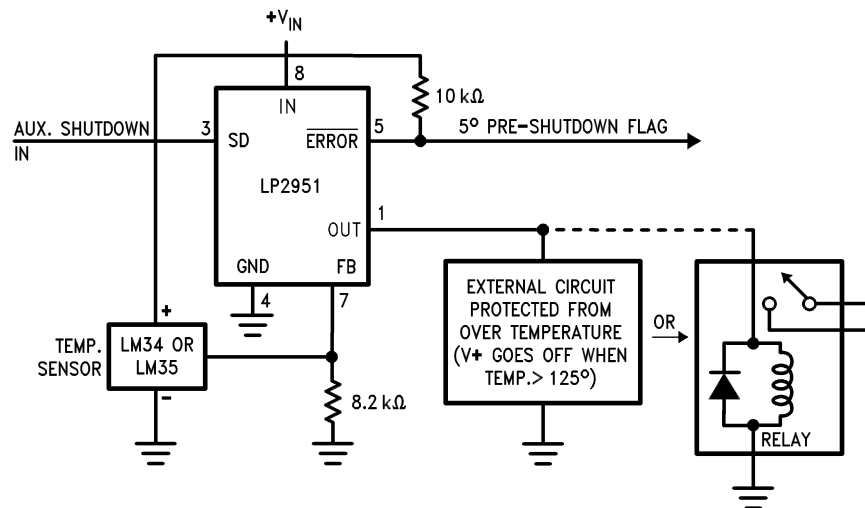 +VIN
8
IN
10 kΩ
AUX. SHUTDOWN
IN
3
SD
ERROR
5
5º PRE-SHUTDOWN FLAG
LP2951
OUT
1
GND
FB
4
7
+
TEMP.
SENSOR
LM34 OR
LM35
-
8.2 kΩ
EXTERNAL CIRCUIT
PROTECTED FROM
OVER TEMPERATURE
(V+ GOES OFF WHEN
TEMP.> 125º)
OR
RELAY